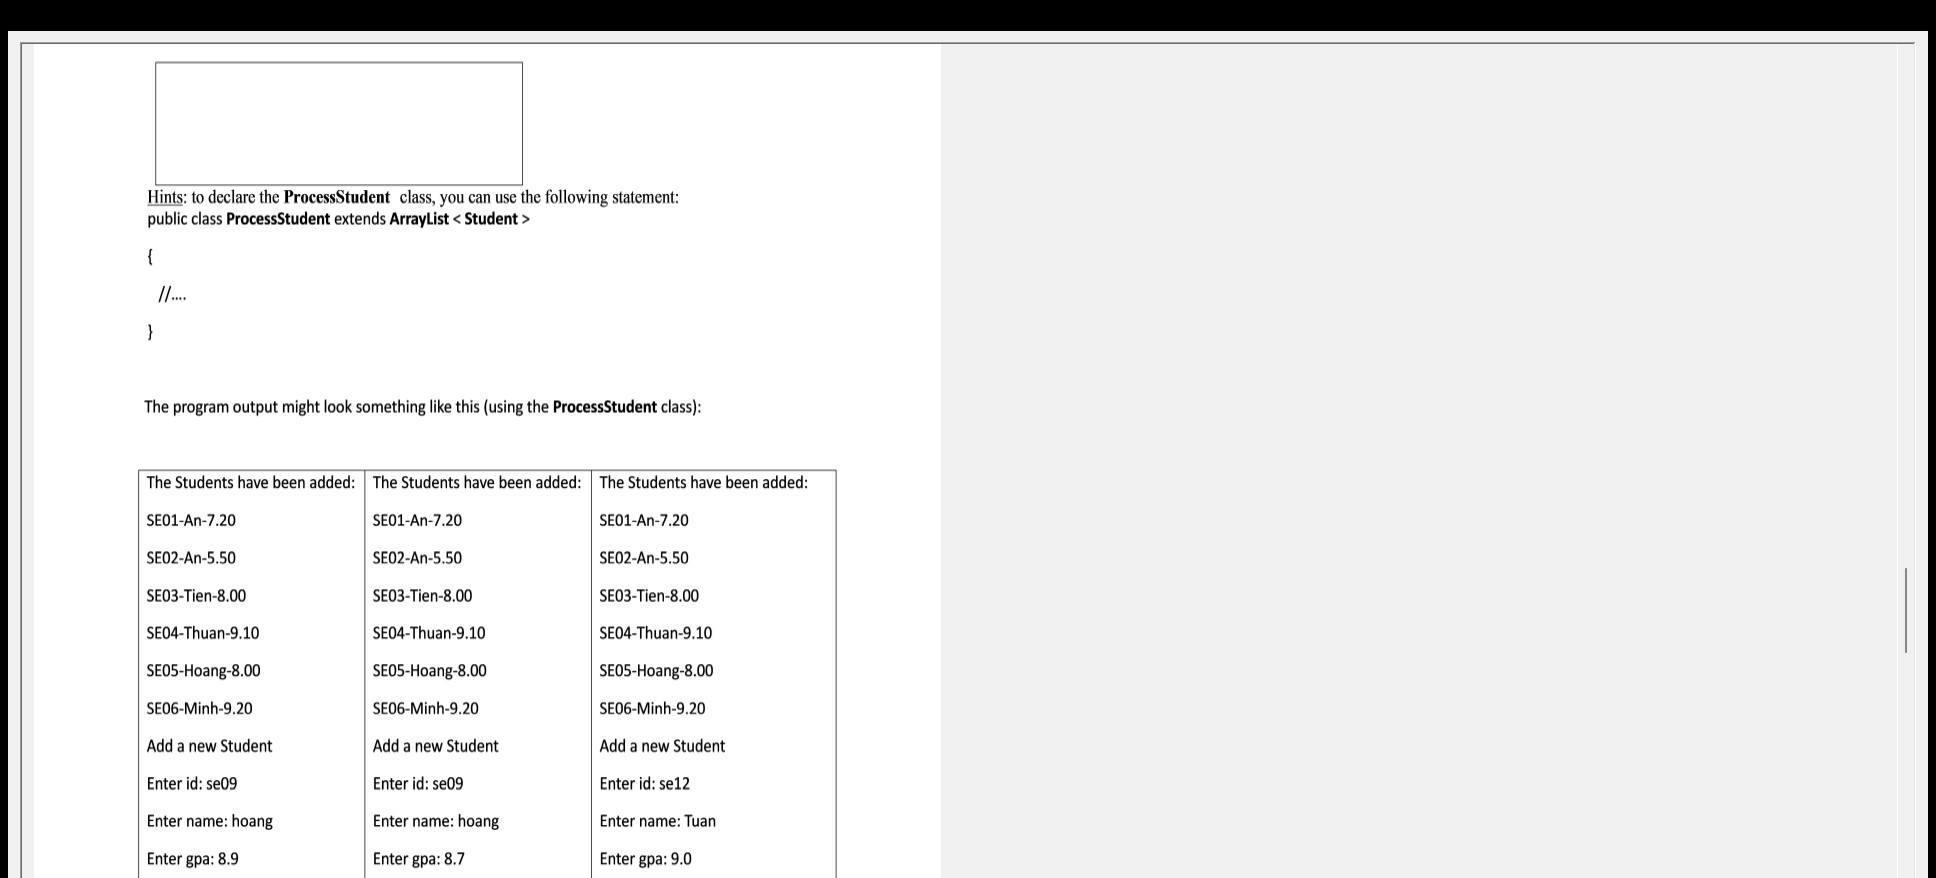 Hints: to declare the ProcessStudent class, you can use the following statement:
public class ProcessStudent extends ArrayList < Student >
{
//....
}
The program output might look something like this (using the ProcessStudent class):
The Students have been added:
SE01-An-7.20
SE02-An-5.50
SE03-Tien-8.00
SE04-Thuan-9.10
SE05-Hoang-8.00
SE06-Minh-9.20
Add a new Student
Enter id: se09
Enter name: hoang
Enter gpa: 8.9
The Students have been added:
SE01-An-7.20
SE02-An-5.50
SE03-Tien-8.00
SE04-Thuan-9.10
SE05-Hoang-8.00
SE06-Minh-9.20
Add a new Student
Enter id: se09
Enter name: hoang
Enter gpa: 8.7
The Students have been added:
SE01-An-7.20
SE02-An-5.50
SE03-Tien-8.00
SE04-Thuan-9.10
SE05-Hoang-8.00
SE06-Minh-9.20
Add a new Student
Enter id: se12
Enter name: Tuan
Enter gpa: 9.0